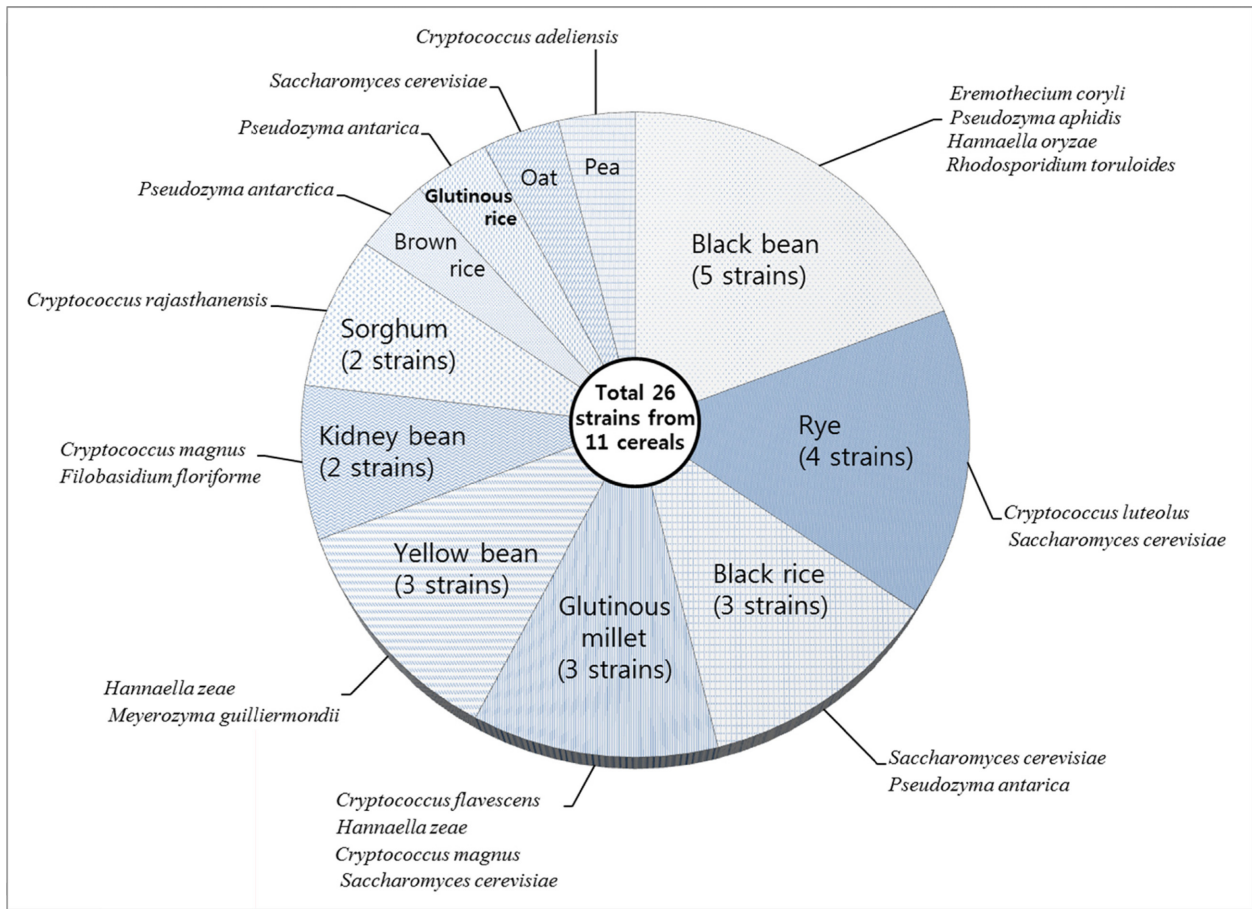 Cryptococcus adeliensis
Saccharomyces cerevisiae
Pseudozyma antarica
Pseudozyma antarctica
Cryptococcus rajasthanensis
Cryptococcus magnus
Filobasidium floriforme
Hannaella zeae
Meyerozyma guilliermondii
Cryptococcus flavescens
Hannaella zeae
Cryptococcus magnus
Saccharomyces cerevisiae
Saccharomyces cerevisiae
Pseudozyma antarica
Cryptococcus luteolus
Saccharomyces cerevisiae
Eremothecium coryli
Pseudozyma aphidis
Hannaella oryzae
Rhodosporidium toruloides
Pea
Oat
Glutinous
rice
Brown
rice
Sorghum
(2 strains)
Kidney bean
(2 strains)
Yellow bean
(3 strains)
Glutinous
millet
(3 strains)
Black rice
(3 strains)
Rye
(4 strains)
Black bean
(5 strains)
Total 26
strains from
11 cereals